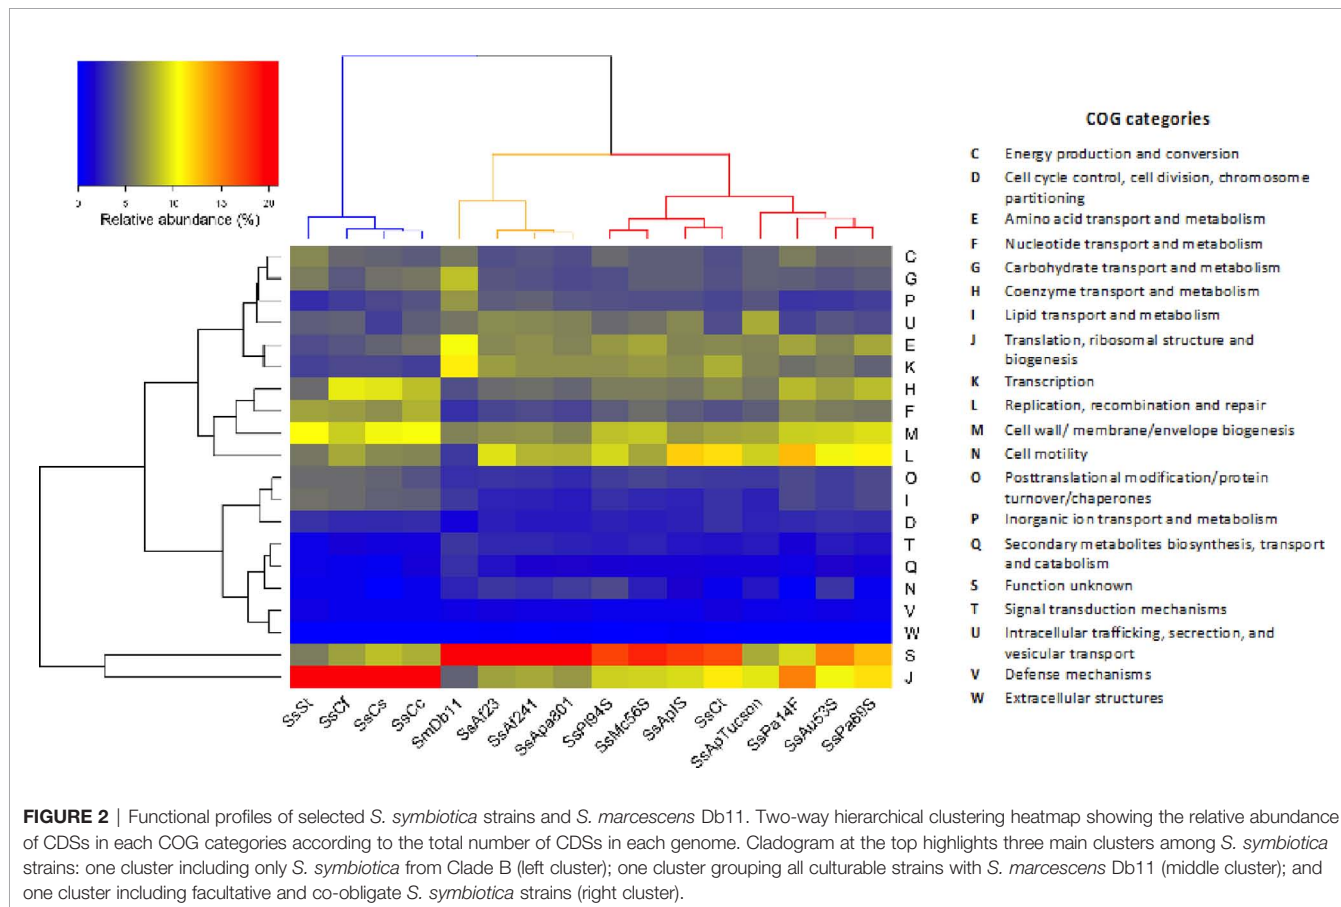 0 5 10 15 20
Relative abundance (%)
C
G
P
U
E
K
H
F
M
L
O
I
D
T
Q
N
V
W
S
J
SsSt
SsCf
SsCs
SsCc
SmDb11
SsAf23
SsAf241
SsApa801
SsPl94S
SsMc56S
SsApIS
SsCt
SsApTucson
SsPa14F
SsAu53S
SsPa69S
COG categories
C Energy production and conversion
D Cell cycle control, cell division, chromosome
partitioning
E Amino acid transport and metabolism
F Nucleotide transport and metabolism
G Carbohydrate transport and metabolism
H Coenzyme transport and metabolism
I Lipid transport and metabolism
J Translation, ribosomal structure and
biogenesis
K Transcription
L Replication, recombination and repair
M Cell wall/ membrane/envelope biogenesis
N Cell motility
O Posttranslational modification/protein
turnover/chaperones
P Inorganic ion transport and metabolism
Q Secondary metabolites biosynthesis, transport
and catabolism
S Function unknown
T Signal transduction mechanisms
U Intracellular trafficking, secretion, and
vesicular transport
V Defense mechanisms
W Extracellular structures
FIGURE 2 | Functional profiles of selected S. symbiotica strains and S. marcescens Db11. Two-way hierarchical clustering heatmap showing the relative abundance
of CDSs in each COG categories according to the total number of CDSs in each genome. Cladogram at the top highlights three main clusters among S. symbiotica
strains: one cluster including only S. symbiotica from Clade B (left cluster); one cluster grouping all culturable strains with S. marcescens Db11 (middle cluster); and
one cluster including facultative and co-obligate S. symbiotica strains (right cluster).